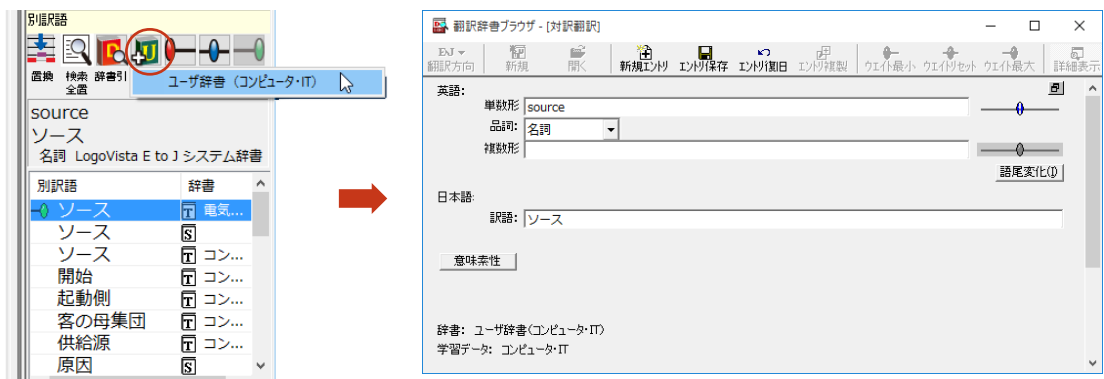 別訳語
置換 検索全置 辞書引
ユーザ辞書（コンピュータ・IT）
source
ソース
名詞 LogoVista E to J システム辞書
別訳語 辞書
ソース T 電気...
ソース S
ソース T コン...
開始 T コン...
起動側 T コン...
客の母集団 T コン...
供給源 T コン...
原因 S
翻訳辞書ブラウザ - [対訳翻訳]
EtJ
翻訳方向 新規 開く 新規エントリ エントリ保存 エントリ復旧 エントリ複製 ウエイト最小 ウエイトリセット ウエイト最大 詳細表示
英語:
単数形 source
品詞: 名詞
複数形
語尾変化(I)
日本語:
訳語: ソース
意味素性
辞書: ユーザ辞書(コンピュータ・IT)
学習データ: コンピュータ・IT